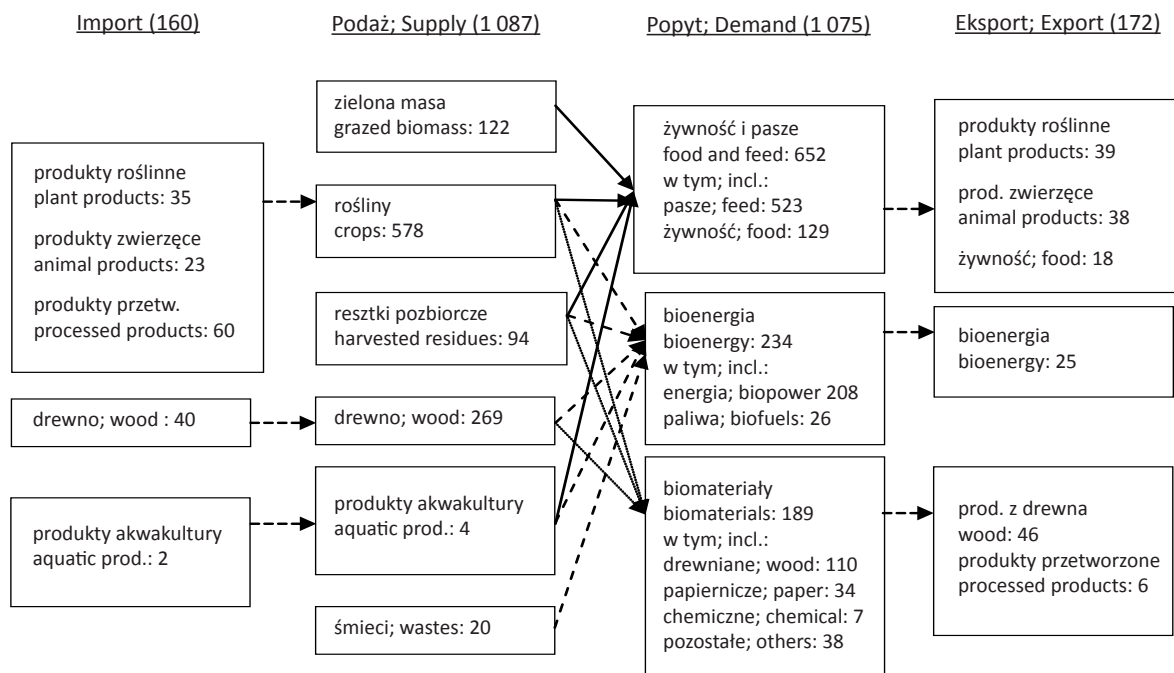 Import (160)
produkty roślinne
plant products: 35
produkty zwierzęce
animal products: 23
produkty przetw.
processed products: 60
drewno; wood : 40
produkty akwakultury
aquatic prod.: 2
Podaż; Supply (1 087)
zielona masa
grazed biomass: 122
rośliny
crops: 578
resztki pozbiorcze
harvested residues: 94
drewno; wood: 269
produkty akwakultury
aquatic prod.: 4
śmieci; wastes: 20
Popyt; Demand (1 075)
żywność i pasze
food and feed: 652
w tym; incl.:
pasze; feed: 523
żywność; food: 129
bioenergia
bioenergy: 234
w tym; incl.:
energia; biopower 208
paliwa; biofuels: 26
biomateriały
biomaterials: 189
w tym; incl.:
drewniane; wood: 110
papiernicze; paper: 34
chemiczne; chemical: 7
pozostałe; others: 38
Eksport; Export (172)
produkty roślinne
plant products: 39
prod. zwierzęce
animal products: 38
żywność; food: 18
bioenergia
bioenergy: 25
prod. z drewna
wood: 46
produkty przetworzone
processed products: 6